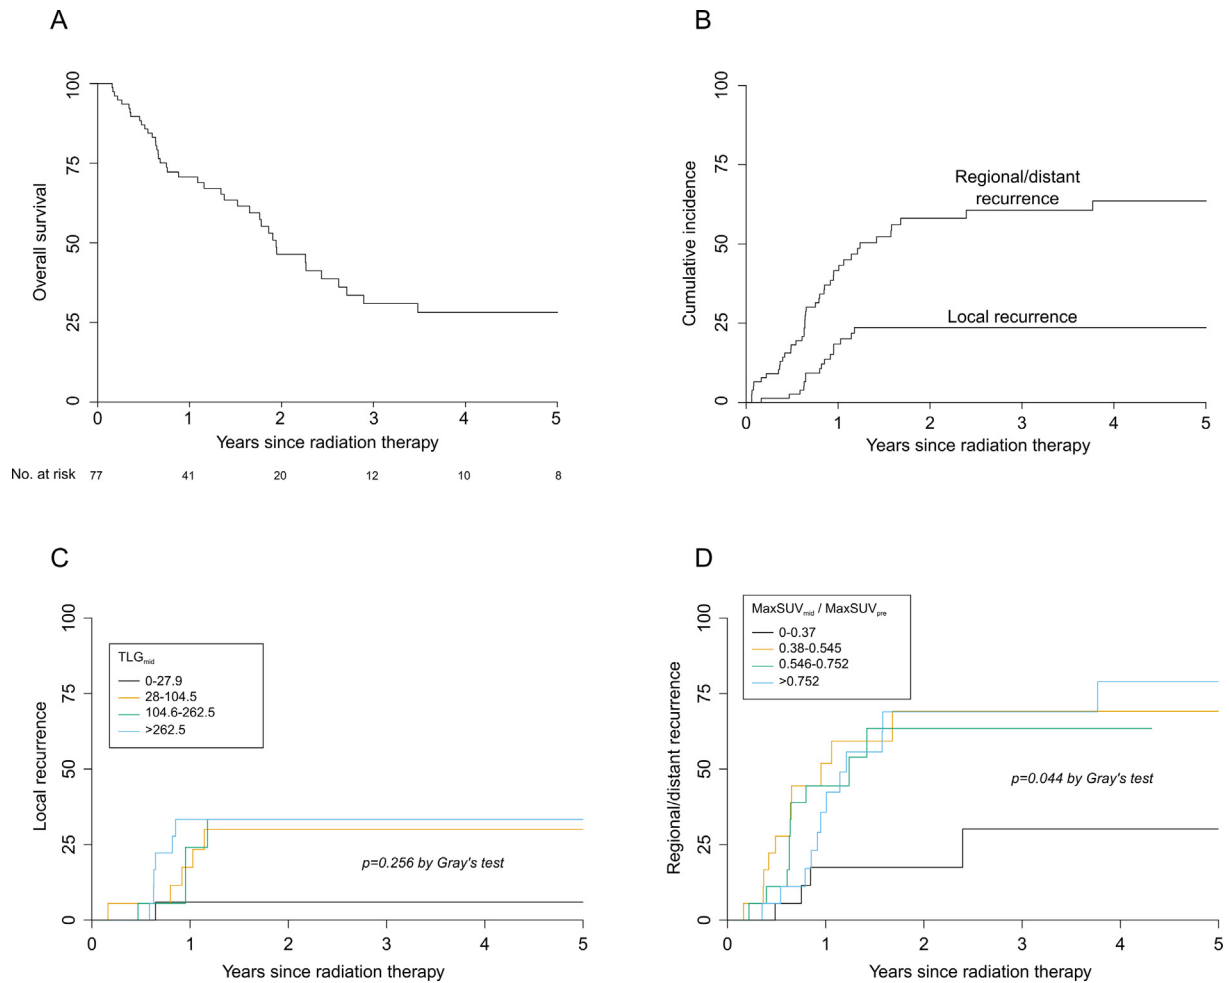 A
100
75
50
25
0
Overall survival
0 1 2 3 4 5
Years since radiation therapy
No. at risk 77 41 20 12 10 8
B
100
75
50
25
0
Cumulative incidence
Regional/distant
recurrence
Local recurrence
0 1 2 3 4 5
Years since radiation therapy
C
100
75
50
25
0
Local recurrence
TLGmid
0-27.9
28-104.5
104.6-262.5
>262.5
p=0.256 by Gray's test
0 1 2 3 4 5
Years since radiation therapy
D
100
75
50
25
0
Regional/distant recurrence
MaxSUVmid / MaxSUVpre
0-0.37
0.38-0.545
0.546-0.752
>0.752
p=0.044 by Gray's test
0 1 2 3 4 5
Years since radiation therapy